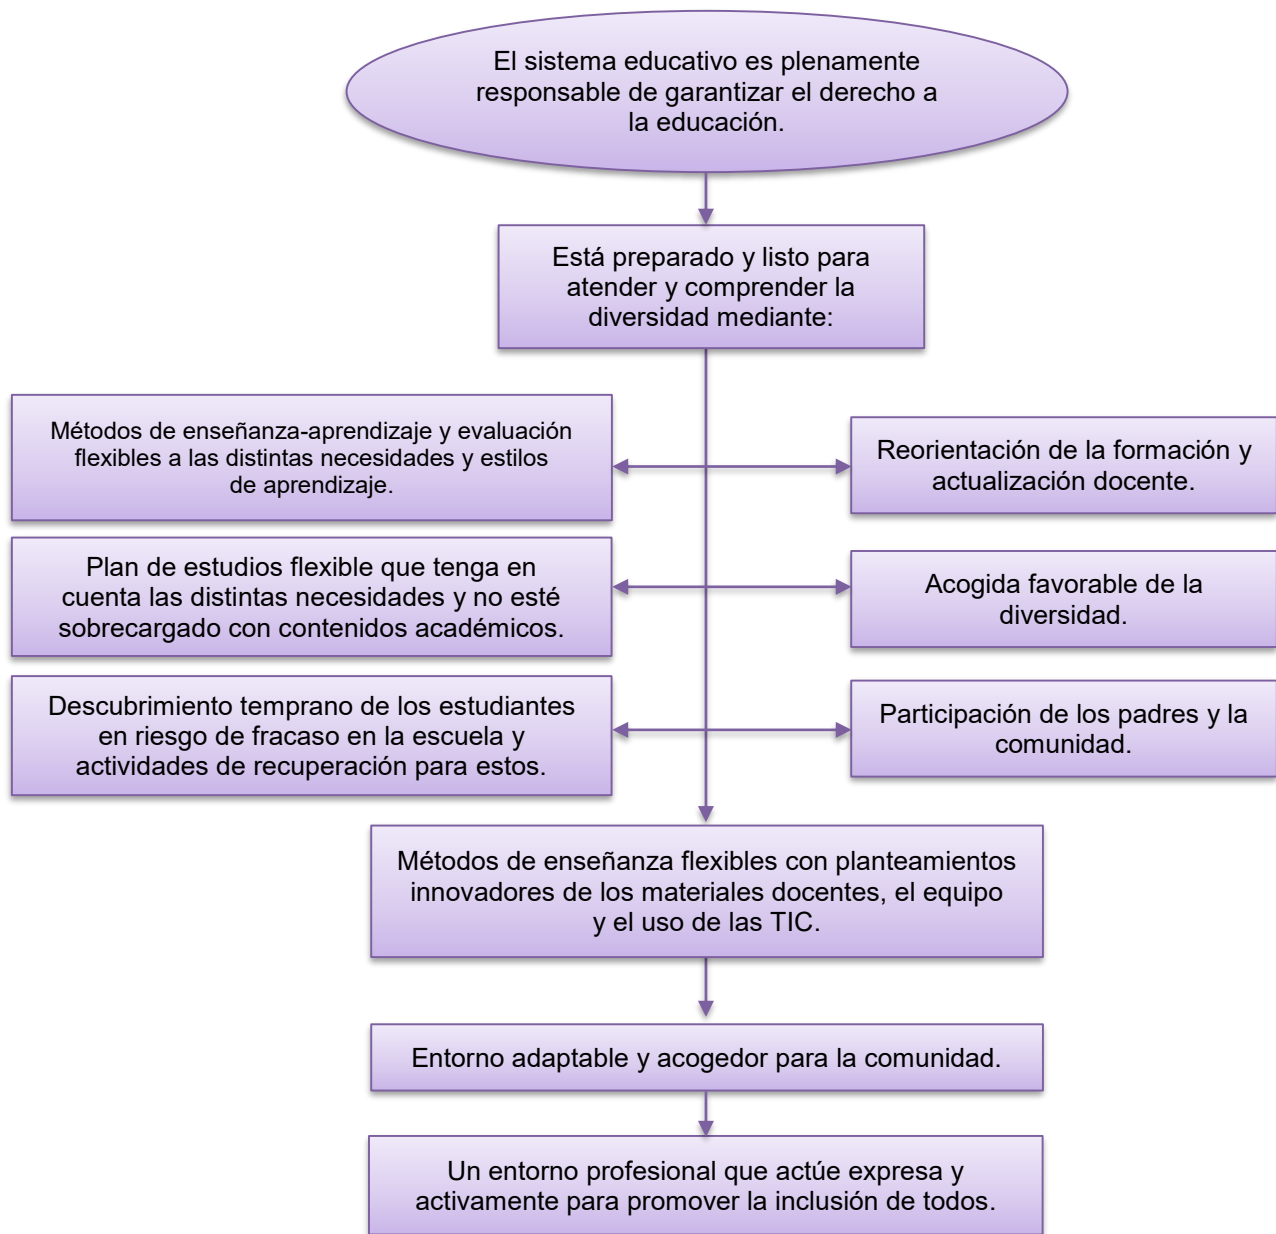 El sistema educativo es plenamente
responsable de garantizar el derecho a
la educación.
Está preparado y listo para
atender y comprender la
diversidad mediante:
Métodos de enseñanza-aprendizaje y evaluación
flexibles a las distintas necesidades y estilos
de aprendizaje.
Reorientación de la formación y
actualización docente.
Plan de estudios flexible que tenga en
cuenta las distintas necesidades y no esté
sobrecargado con contenidos académicos.
Acogida favorable de la
diversidad.
Descubrimiento temprano de los estudiantes
en riesgo de fracaso en la escuela y
actividades de recuperación para estos.
Participación de los padres y la
comunidad.
Métodos de enseñanza flexibles con planteamientos
innovadores de los materiales docentes, el equipo
y el uso de las TIC.
Entorno adaptable y acogedor para la comunidad.
Un entorno profesional que actúe expresa y
activamente para promover la inclusión de todos.